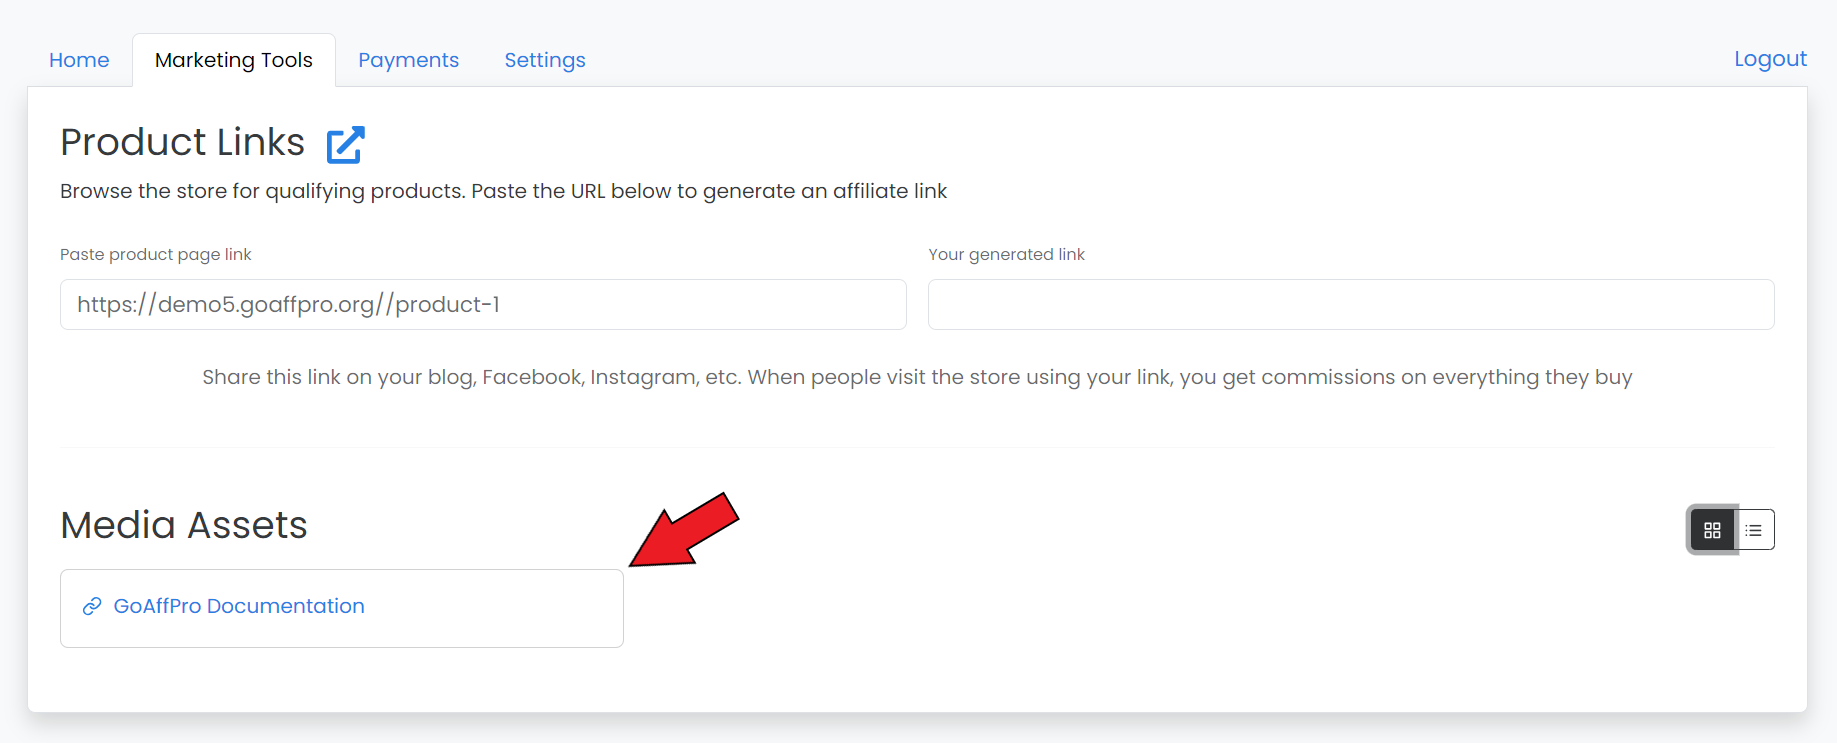 Home
Marketing Tools
Payments
Settings
Logout
Product Links
Browse the store for qualifying products. Paste the URL below to generate an affiliate link
Paste product page link
Your generated link
https://demo5.goaffpro.org//product-1
Share this link on your blog, Facebook, Instagram, etc. When people visit the store using your link, you get commissions on everything they buy
Media Assets
GoAffPro Documentation